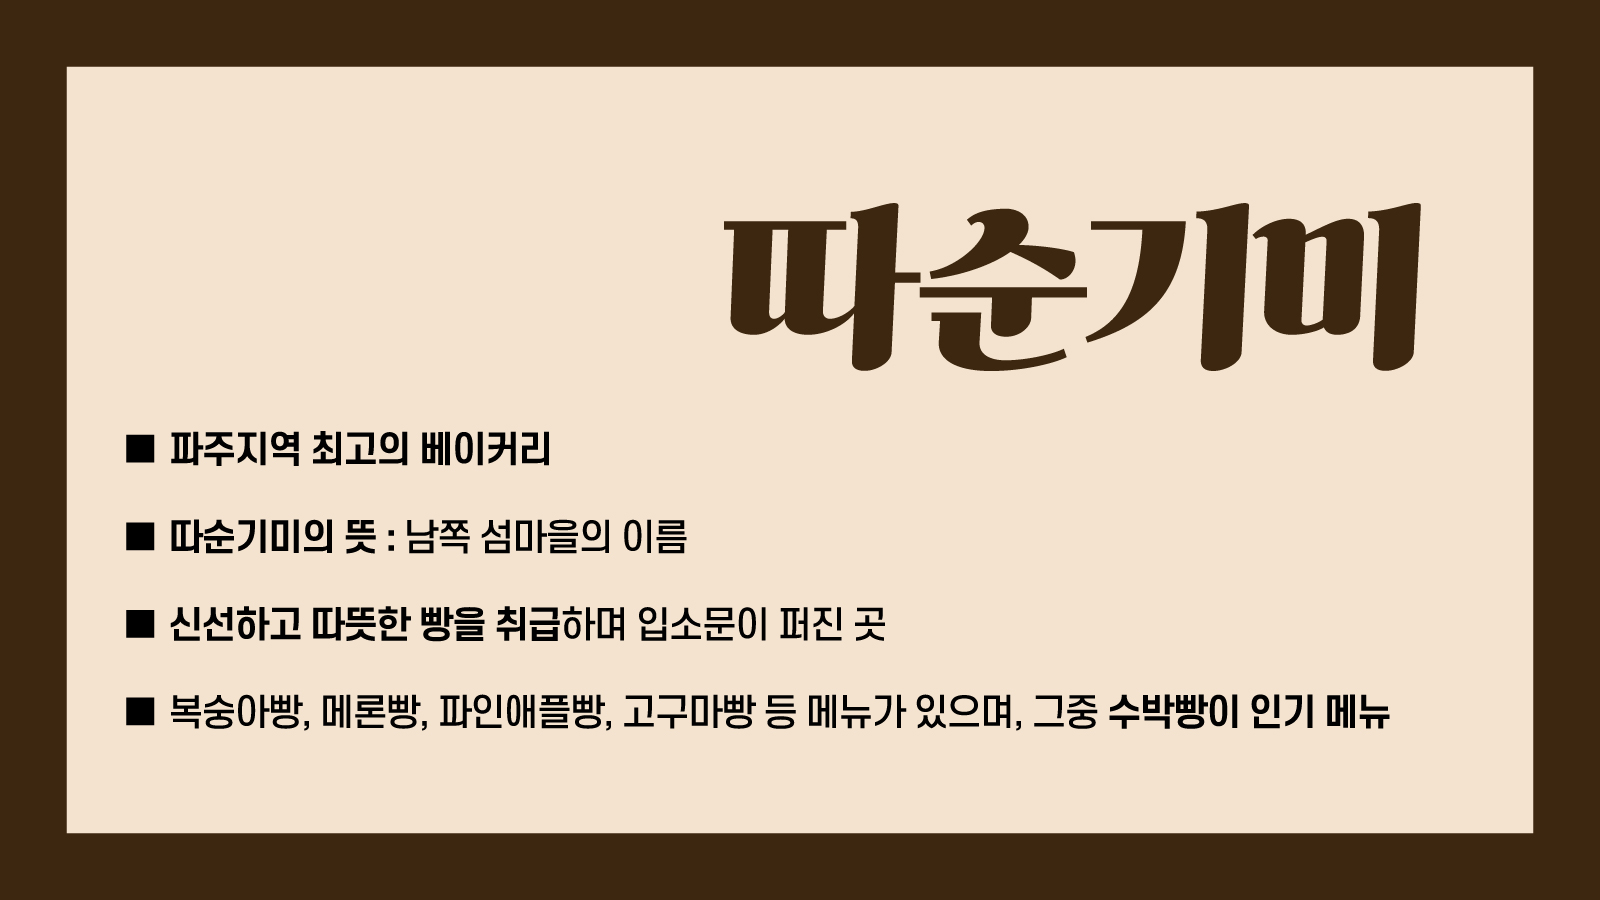 따순기미
■ 파주지역 최고의 베이커리
■ 따순기미의 뜻 : 남쪽 섬마을의 이름
■ 신선하고 따뜻한 빵을 취급하며 입소문이 퍼진 곳
■ 복숭아빵, 메론빵, 파인애플빵, 고구마빵 등 메뉴가 있으며, 그중 수박빵이 인기 메뉴